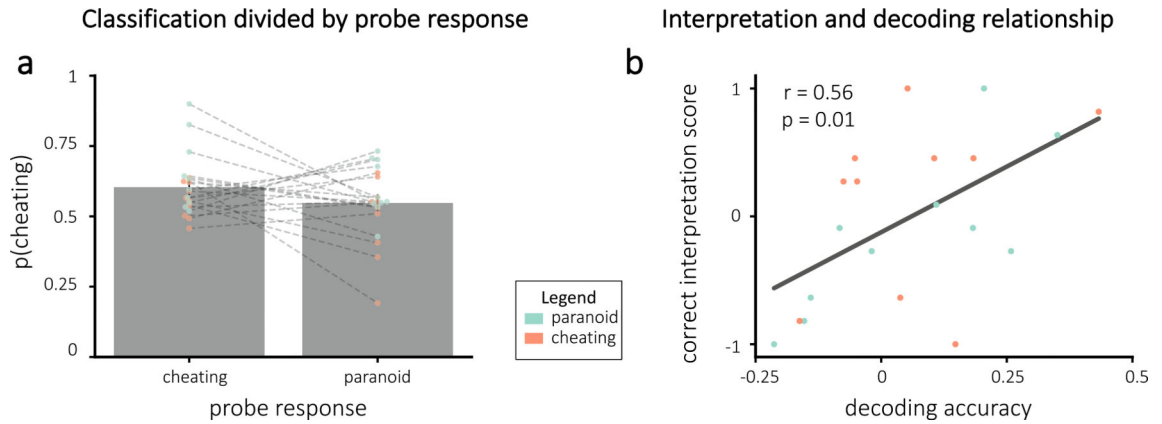 Classification divided by probe response
a
p(cheating)
1
0.75
0.5
0.25
0
cheating
paranoid
probe response
Legend
paranoid
cheating
Interpretation and decoding relationship
b
correct interpretation score
1
0
-1
r = 0.56
p = 0.01
-0.25
0
0.25
0.5
decoding accuracy